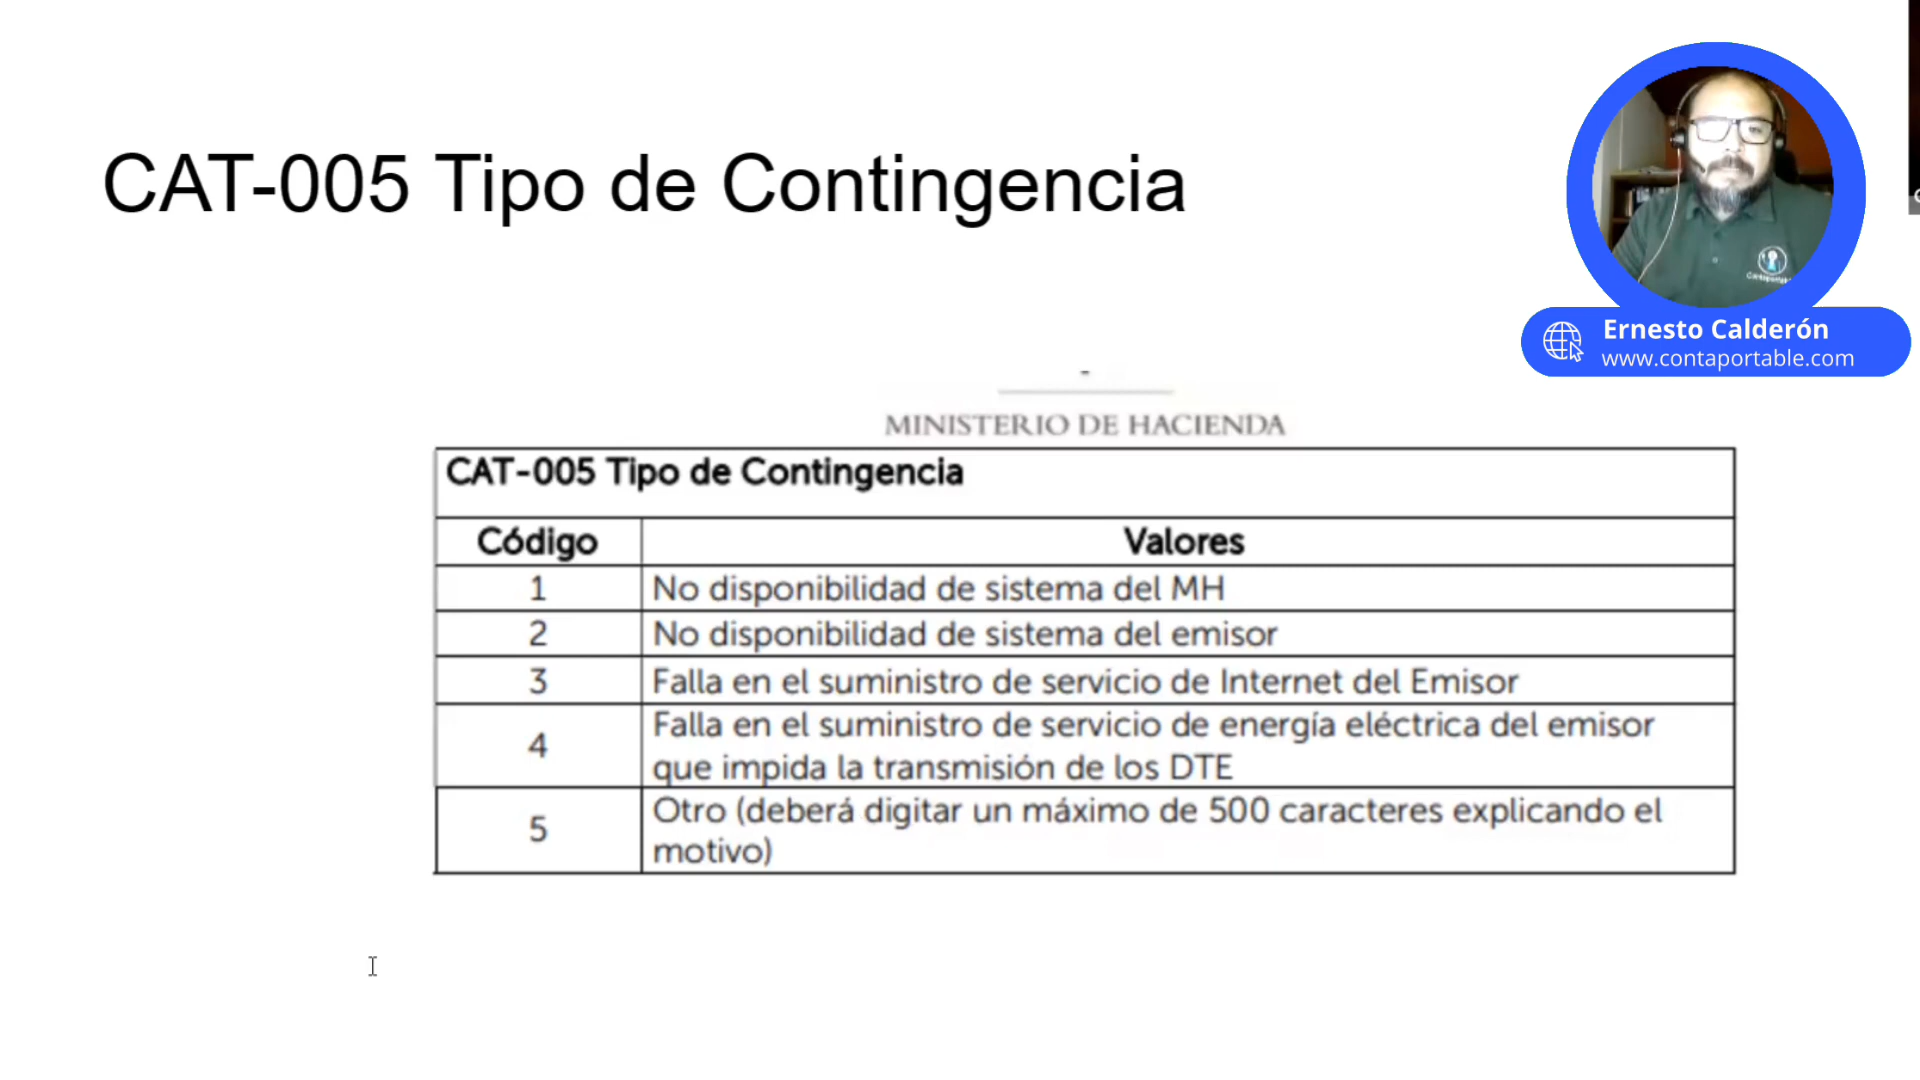 CAT-005 Tipo de Contingencia
Ernesto Calderón
www.contaportable.com
MINISTERIO DE HACIENDA
CAT-005 Tipo de Contingencia
Código Valores
1 No disponibilidad de sistema del MH
2 No disponibilidad de sistema del emisor
3 Falla en el suministro de servicio de Internet del Emisor
4 Falla en el suministro de servicio de energía eléctrica del emisor
que impida la transmisión de los DTE
5 Otro (deberá digitar un máximo de 500 caracteres explicando el
motivo)